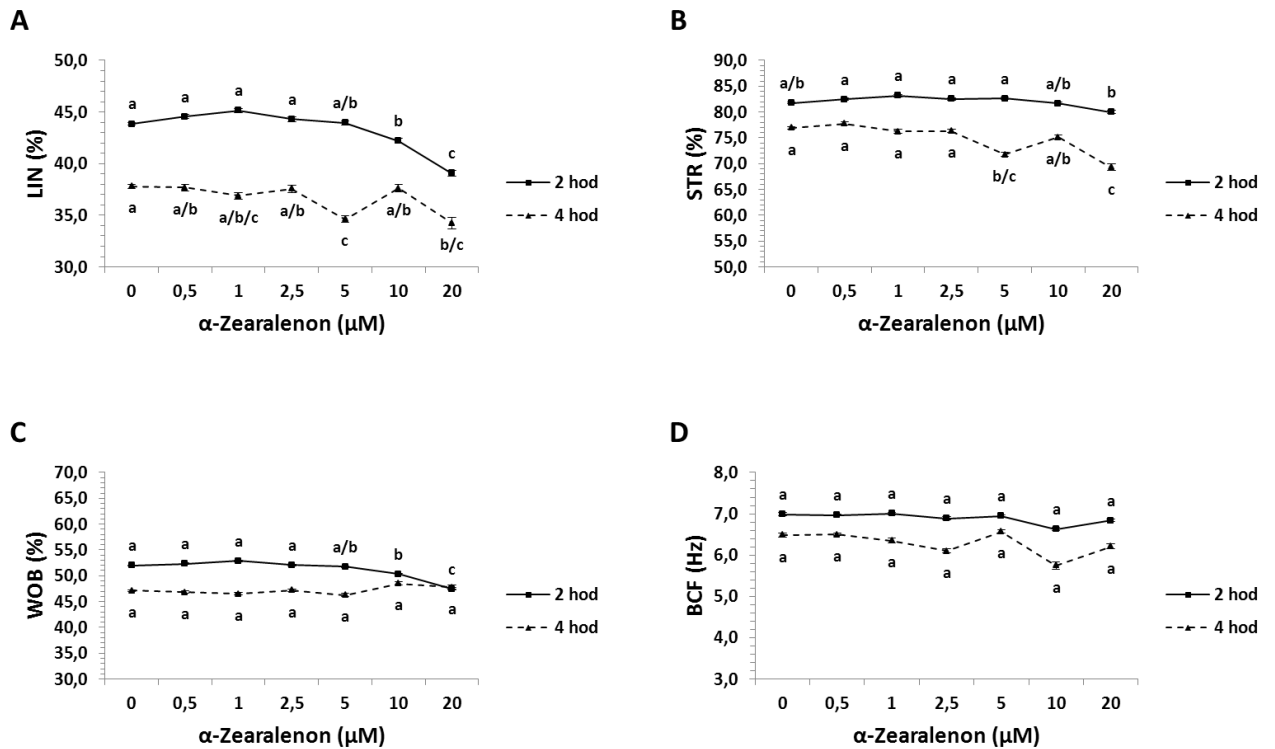 A
50,0
45,0
40,0
35,0
30,0
LIN (%)
a a a a a/b b c
a a/b a/b/c a/b c a/b b/c
0 0,5 1 2,5 5 10 20
α-Zearalenon (μM)
2 hod
4 hod
B
90,0
85,0
80,0
75,0
70,0
65,0
60,0
55,0
50,0
STR (%)
a/b a a a a a/b b
a a a a b/c a/b c
0 0,5 1 2,5 5 10 20
α-Zearalenon (μM)
2 hod
4 hod
C
70,0
65,0
60,0
55,0
50,0
45,0
40,0
35,0
30,0
WOB (%)
a a a a a/b b c
a a a a a a a
0 0,5 1 2,5 5 10 20
α-Zearalenon (μM)
2 hod
4 hod
D
8,0
7,0
6,0
5,0
4,0
3,0
BCF (Hz)
a a a a a a a
a a a a a a a
0 0,5 1 2,5 5 10 20
α-Zearalenon (μM)
2 hod
4 hod